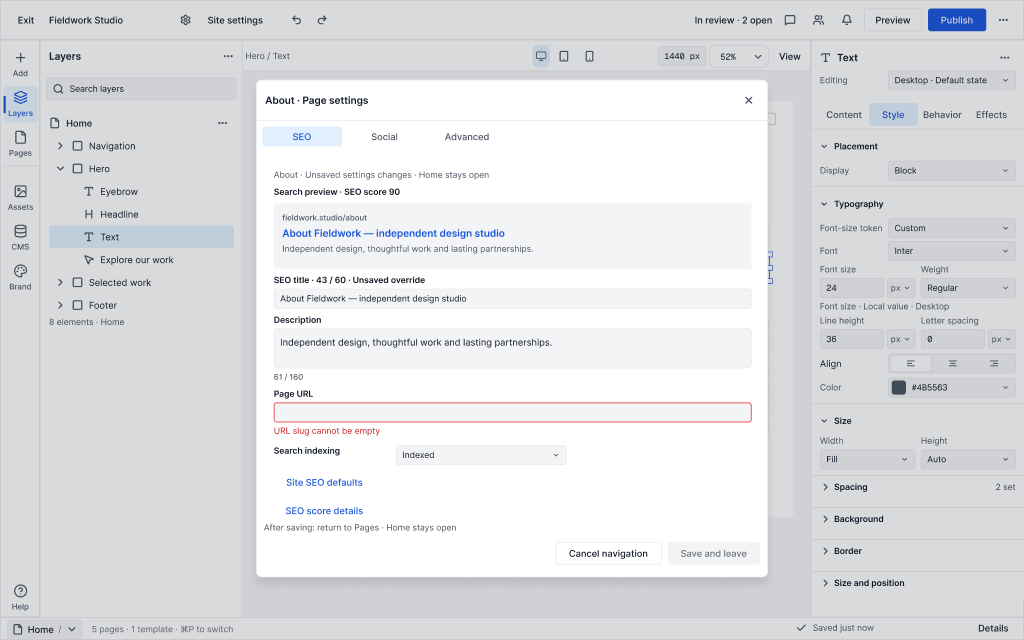 Exit
Fieldwork Studio
Site settings
In review · 2 open
Preview
Publish
Add
Layers
Pages
Assets
CMS
Brand
Help
Layers
Search layers
Home
Navigation
Hero
Eyebrow
Headline
Text
Explore our work
Selected work
Footer
8 elements · Home
Hero / Text
1440 px
52%
View
About · Page settings
SEO
Social
Advanced
About · Unsaved settings changes · Home stays open
Search preview · SEO score 90
fieldwork.studio/about
About Fieldwork — independent design studio
Independent design, thoughtful work and lasting partnerships.
SEO title · 43 / 60 · Unsaved override
About Fieldwork — independent design studio
Description
Independent design, thoughtful work and lasting partnerships.
61 / 160
Page URL
URL slug cannot be empty
Search indexing
Indexed
Site SEO defaults
SEO score details
After saving: return to Pages · Home stays open
Cancel navigation
Save and leave
Text
Editing
Desktop · Default state
Content
Style
Behavior
Effects
Placement
Display
Block
Typography
Font-size token
Custom
Font
Inter
Font size
Weight
24
px
Regular
Font size · Local value · Desktop
Line height
Letter spacing
36
px
0
px
Align
Color
#4B5563
Size
Width
Height
Fill
Auto
Spacing
2 set
Background
Border
Size and position
Home /
5 pages · 1 template · ⌘P to switch
Saved just now
Details